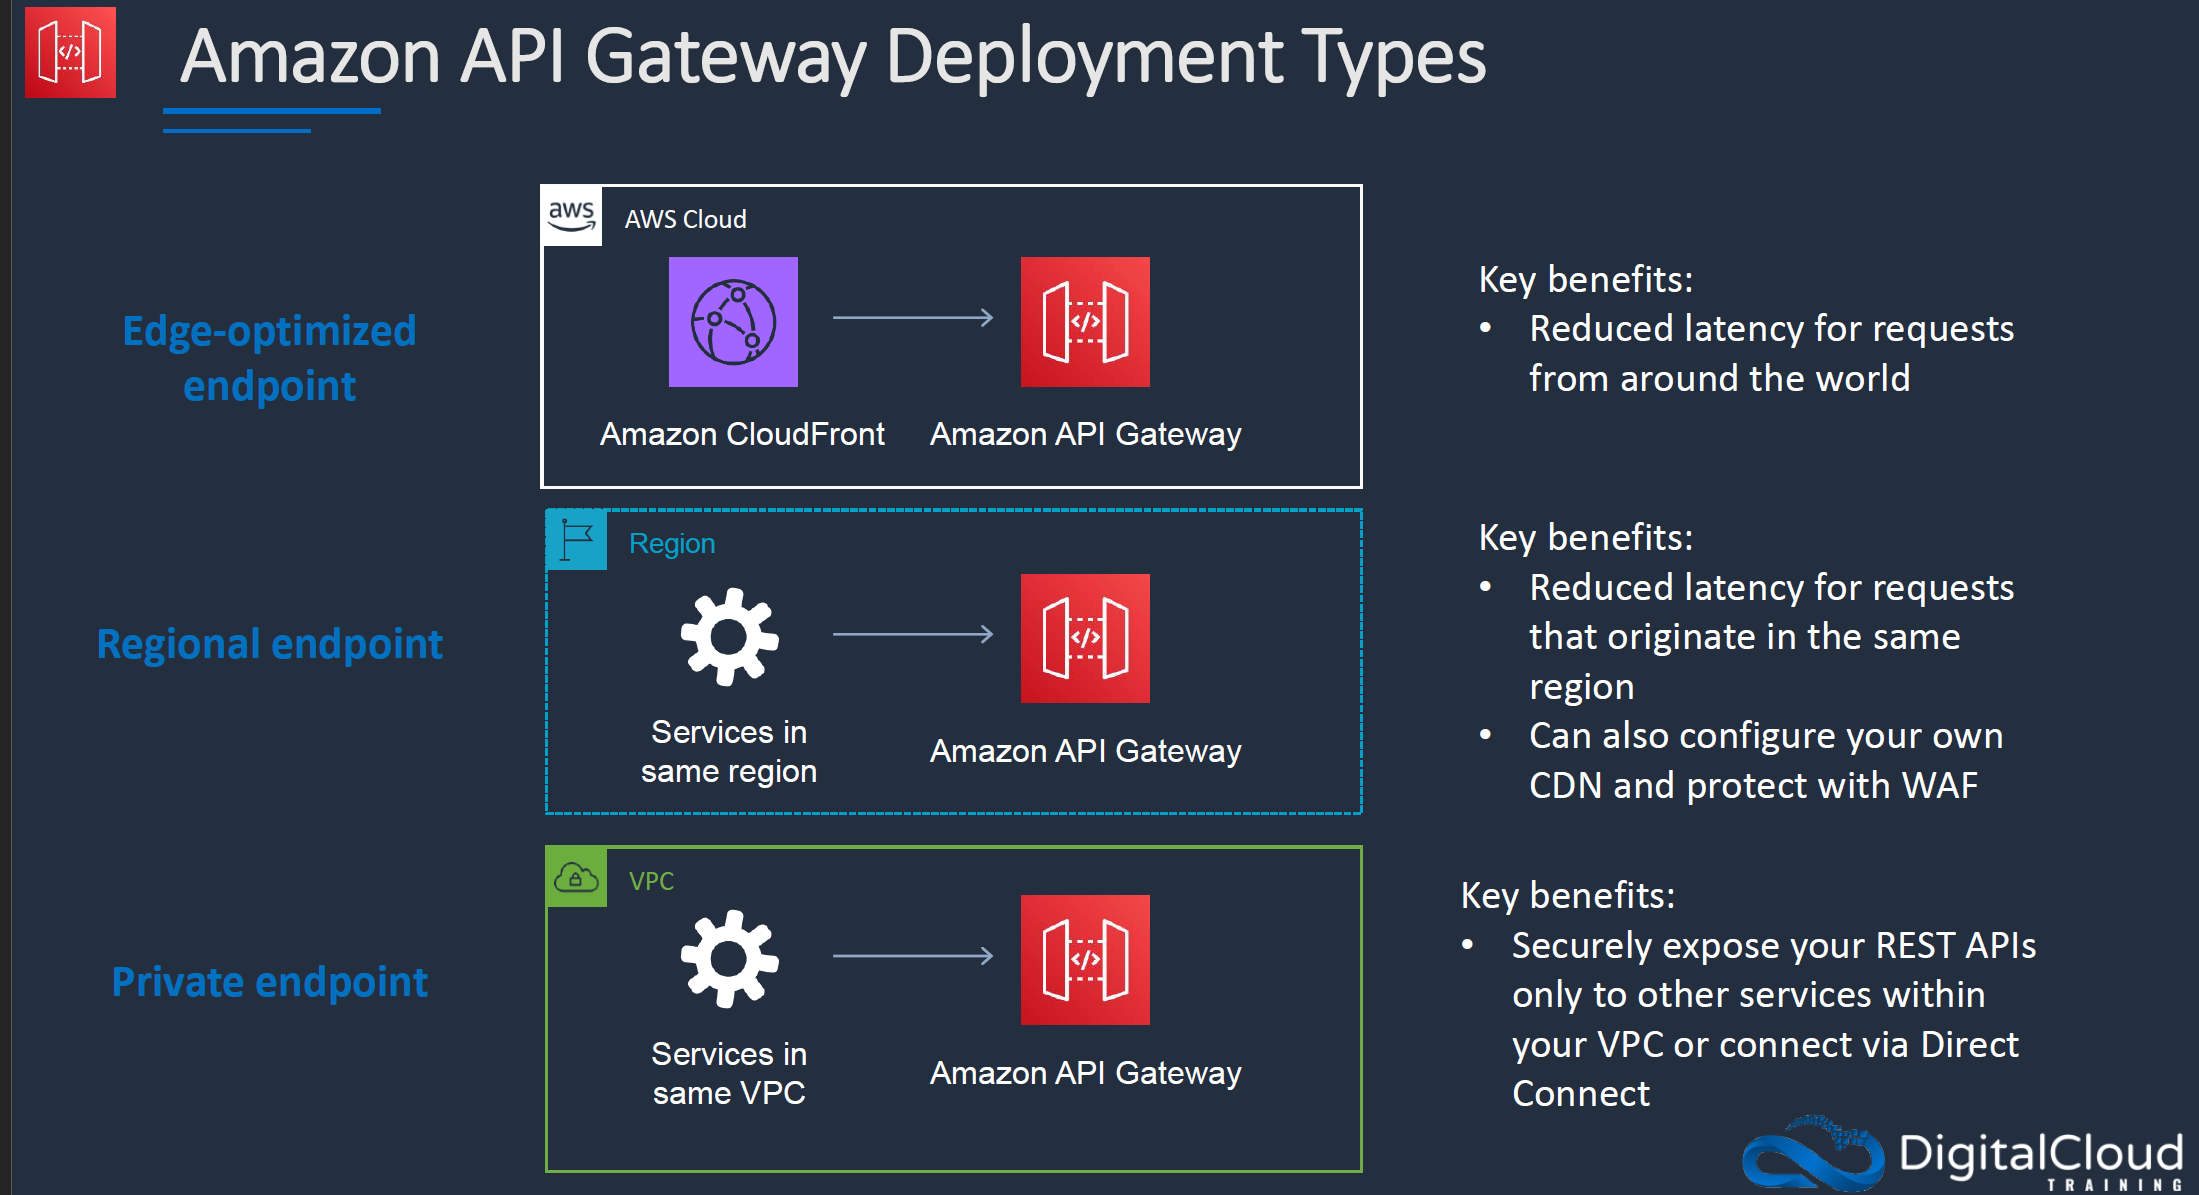 Amazon API Gateway Deployment Types
Edge-optimized
endpoint
aws
AWS Cloud
Amazon CloudFront
</>
Amazon API Gateway
Key benefits:
• Reduced latency for requests
from around the world
Regional endpoint
Region
Services in
same region
</>
Amazon API Gateway
Key benefits:
• Reduced latency for requests
that originate in the same
region
• Can also configure your own
CDN and protect with WAF
Private endpoint
VPC
Services in
same VPC
</>
Amazon API Gateway
Key benefits:
• Securely expose your REST APIs
only to other services within
your VPC or connect via Direct
Connect
DigitalCloud
TRAINING